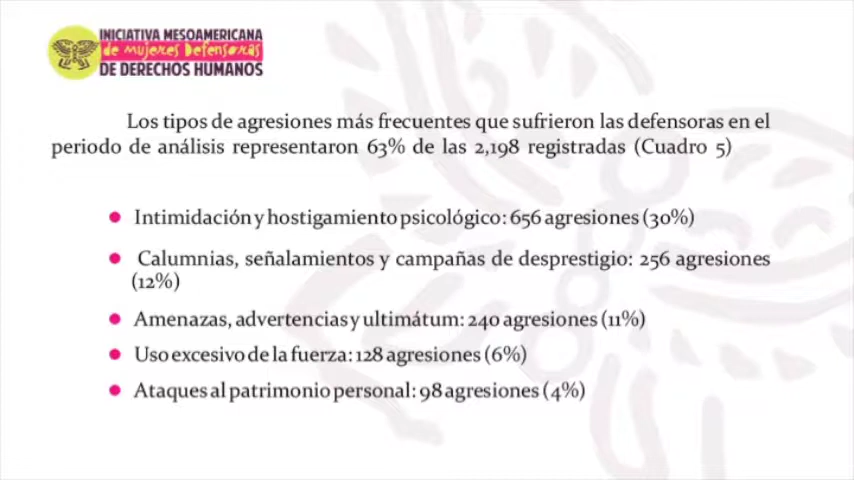 INICIATIVA MESOAMERICANA
de mujeres Defensoras
DE DERECHOS HUMANOS
Los tipos de agresiones más frecuentes que sufrieron las defensoras en el
periodo de análisis representaron 63% de las 2,198 registradas (Cuadro 5)
Intimidación y hostigamiento psicológico: 656 agresiones (30%)
Calumnias, señalamientos y campañas de desprestigio: 256 agresiones
(12%)
Amenazas, advertencias y ultimátum: 240 agresiones (11%)
Uso excesivo de la fuerza: 128 agresiones (6%)
Ataques al patrimonio personal: 98 agresiones (4%)